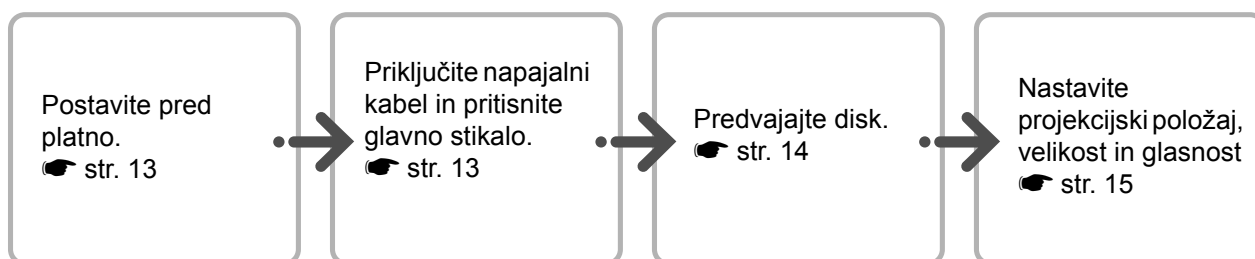 Postavite pred
platno.
☛ str. 13
Priključite napajalni
kabel in pritisnite
glavno stikalo.
☛ str. 13
Predvajajte disk.
☛ str. 14
Nastavite
projekcijski položaj,
velikost in glasnost
☛ str. 15